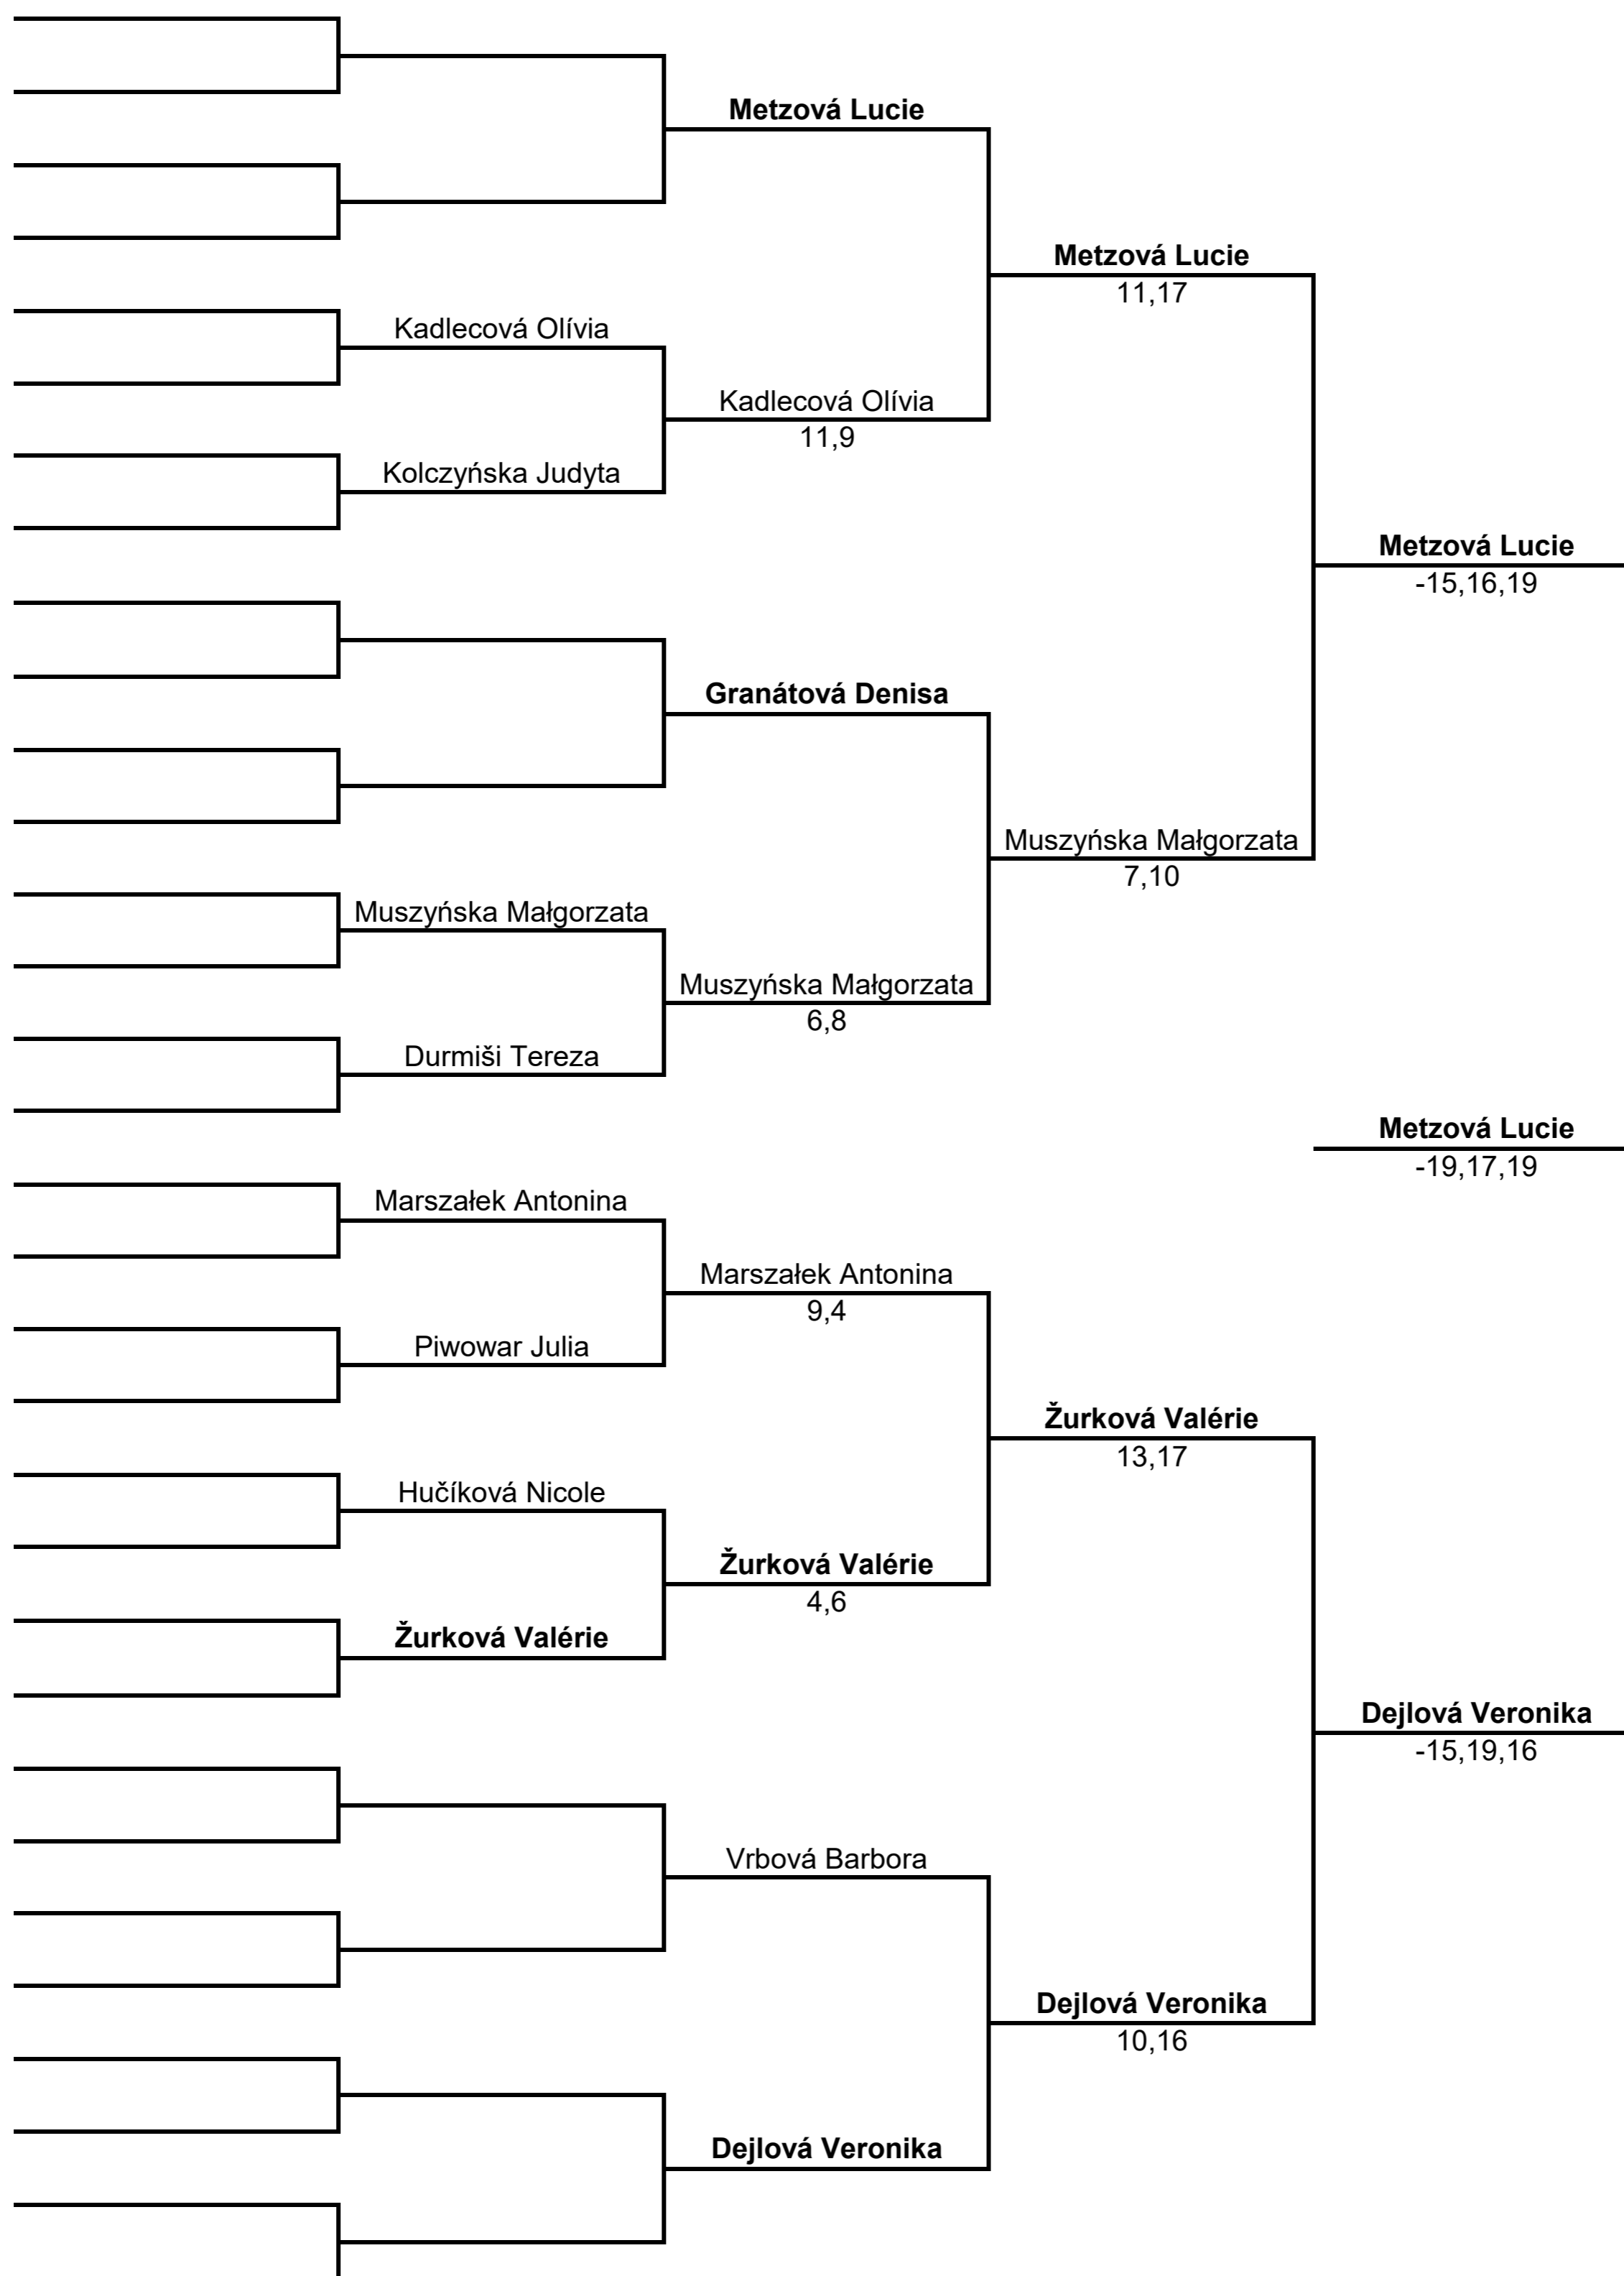 Metzová Lucie
Metzová Lucie
11,17
Kadlecová Olívia
Kadlecová Olívia
11,9
Kolczyńska Judyta
Metzová Lucie
-15,16,19
Granátová Denisa
Muszyńska Małgorzata
7,10
Muszyńska Małgorzata
Muszyńska Małgorzata
6,8
Durmiši Tereza
Metzová Lucie
-19,17,19
Marszałek Antonina
Marszałek Antonina
9,4
Piwowar Julia
Žurková Valérie
13,17
Hučíková Nicole
Žurková Valérie
4,6
Žurková Valérie
Dejlová Veronika
-15,19,16
Vrbová Barbora
Dejlová Veronika
10,16
Dejlová Veronika